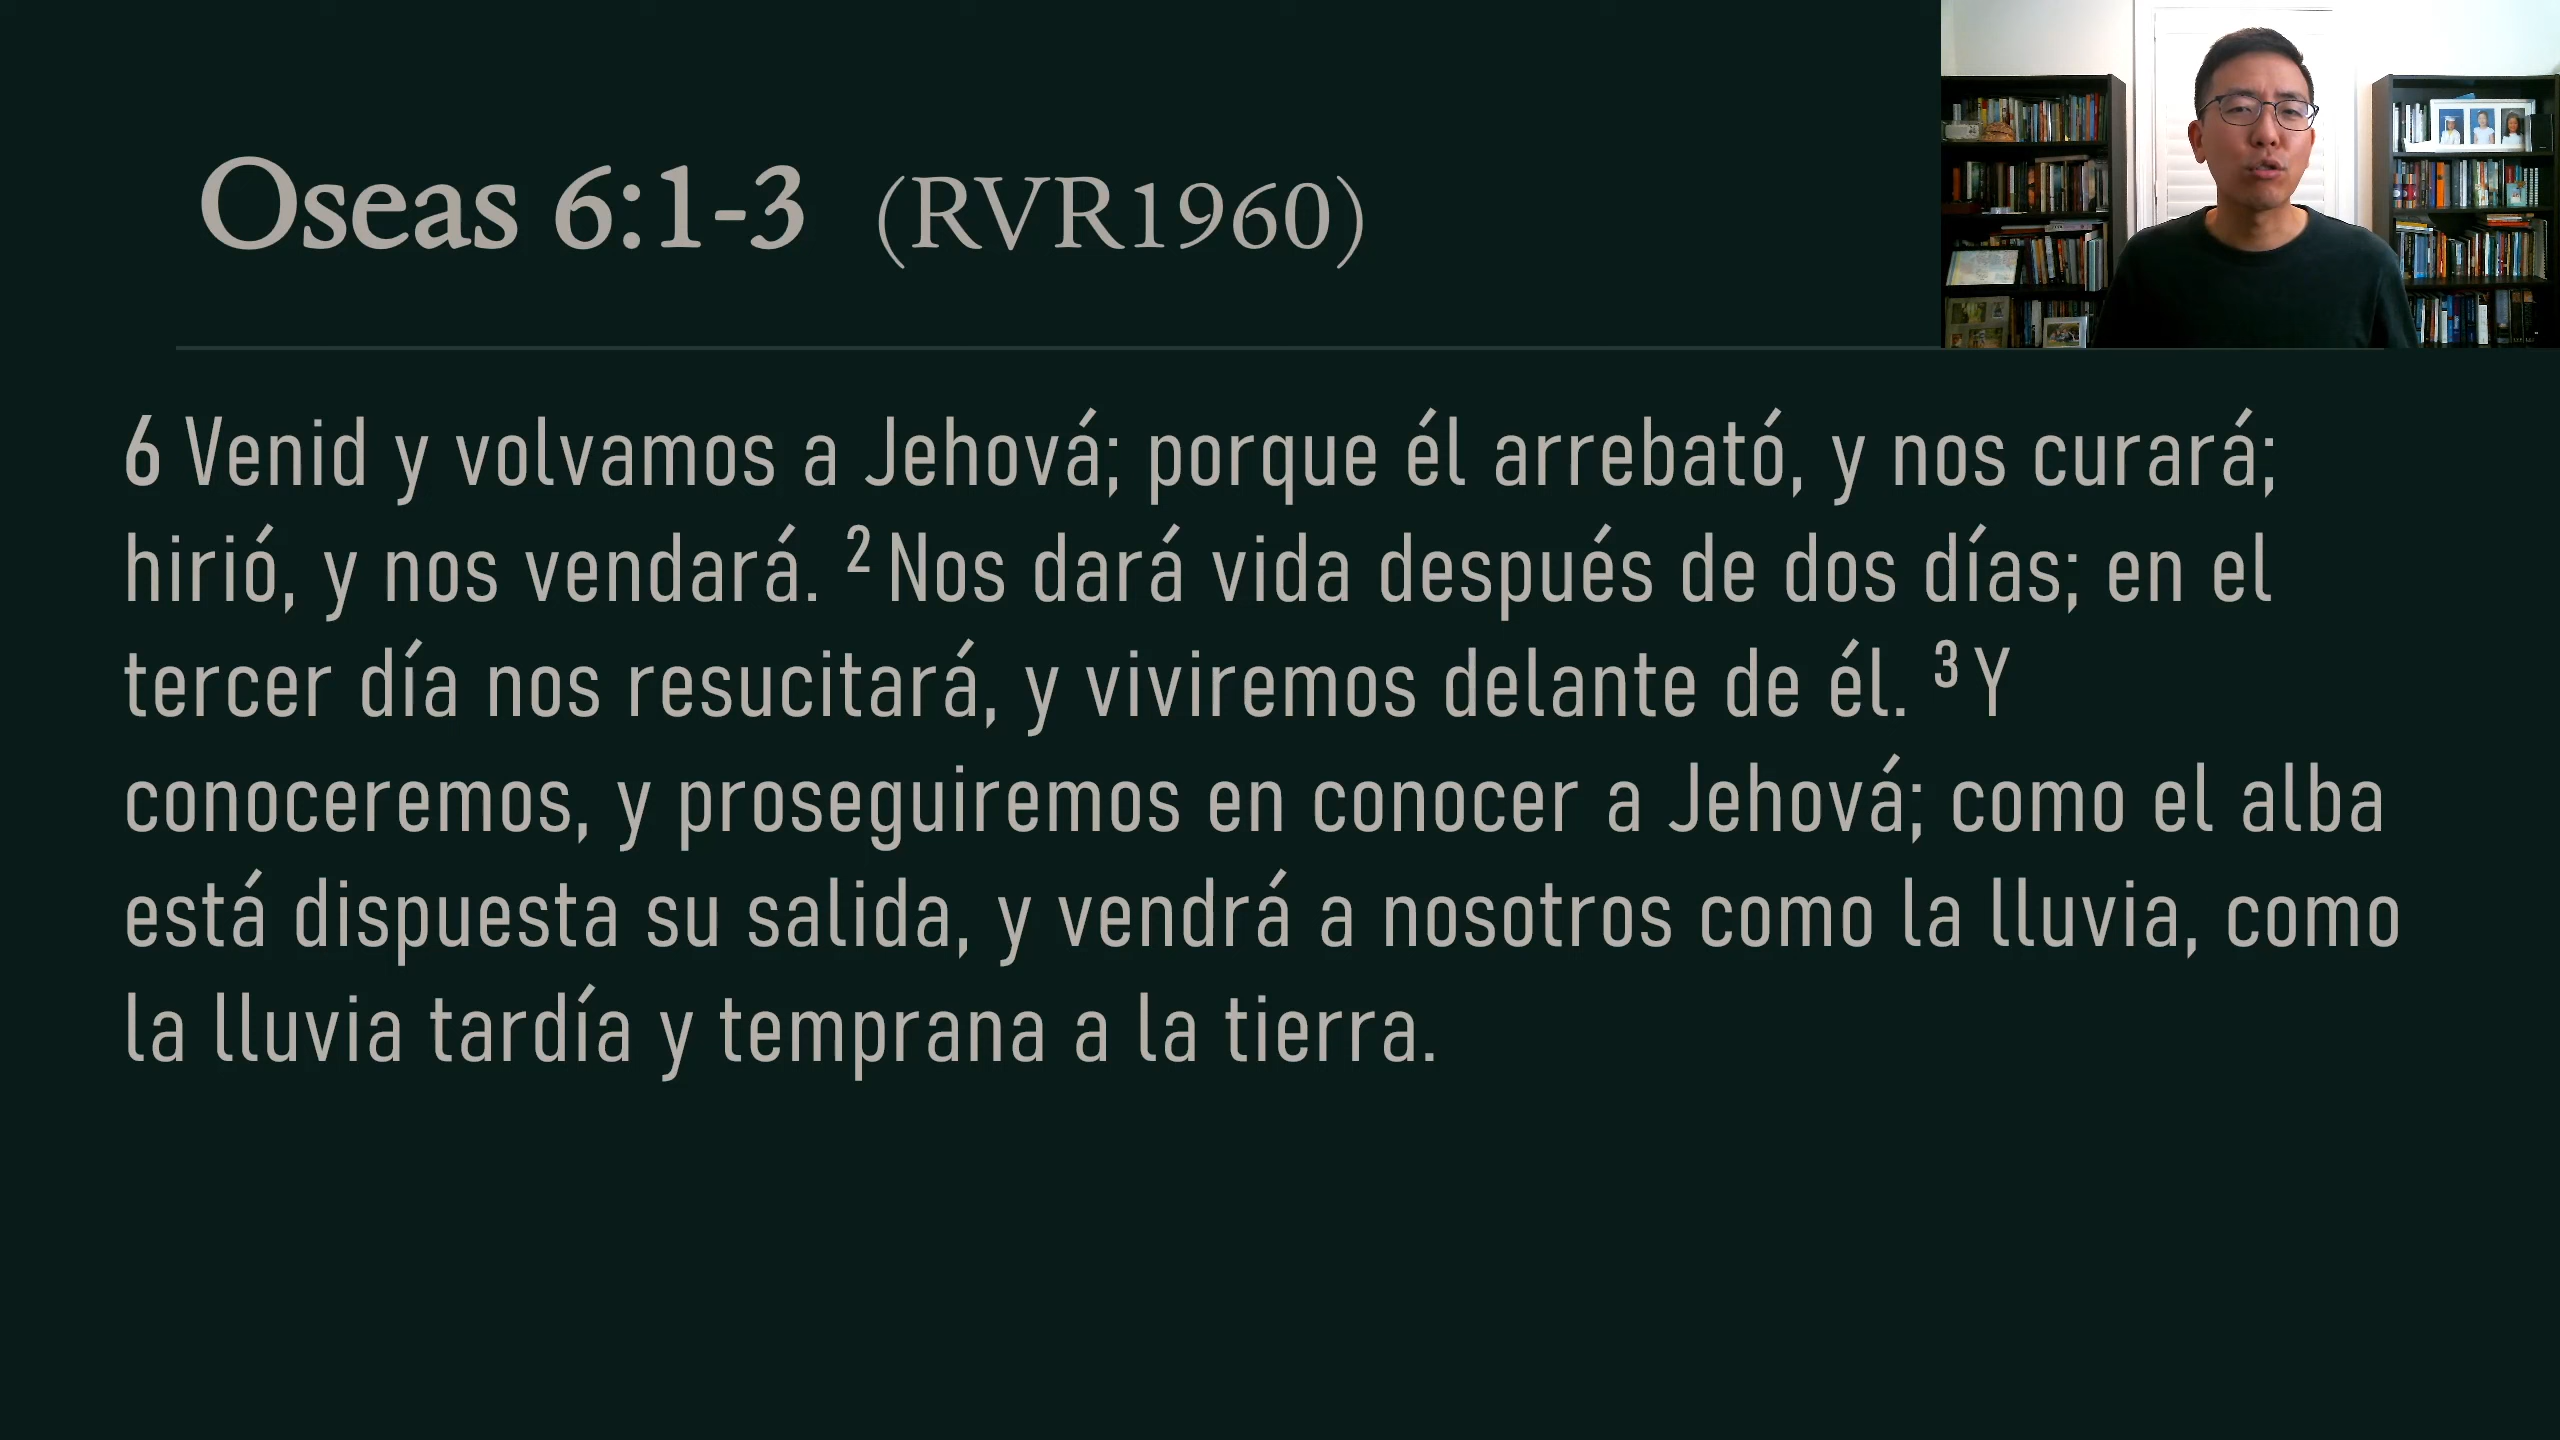 Oseas 6:1-3 (RVR1960)
6 Venid y volvamos a Jehová; porque él arrebató, y nos curará;
hirió, y nos vendará. 2 Nos dará vida después de dos días; en el
tercer día nos resucitará, y viviremos delante de él. 3 Y
conoceremos, y proseguiremos en conocer a Jehová; como el alba
está dispuesta su salida, y vendrá a nosotros como la lluvia, como
la lluvia tardía y temprana a la tierra.